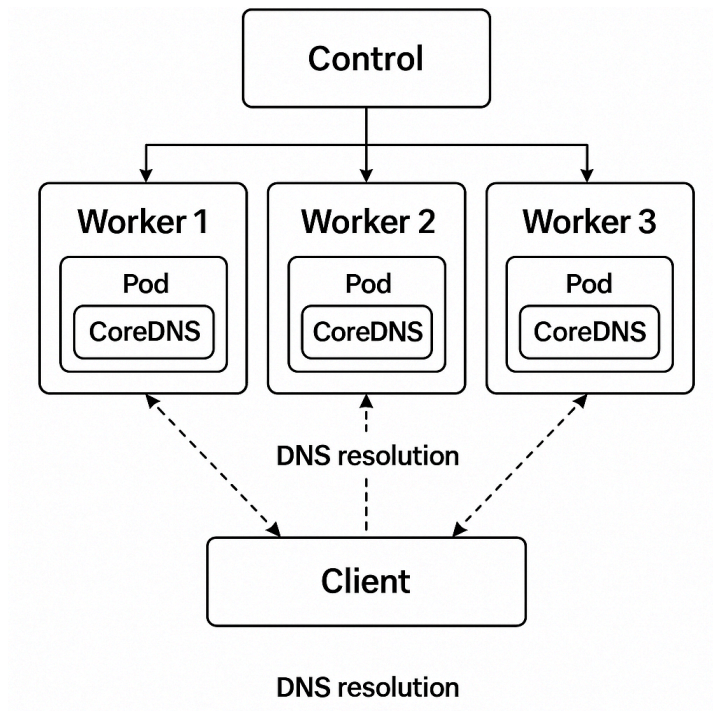 Control
Worker 1
Worker 2
Worker 3
Pod
Pod
Pod
CoreDNS
CoreDNS
CoreDNS
DNS resolution
Client
DNS resolution